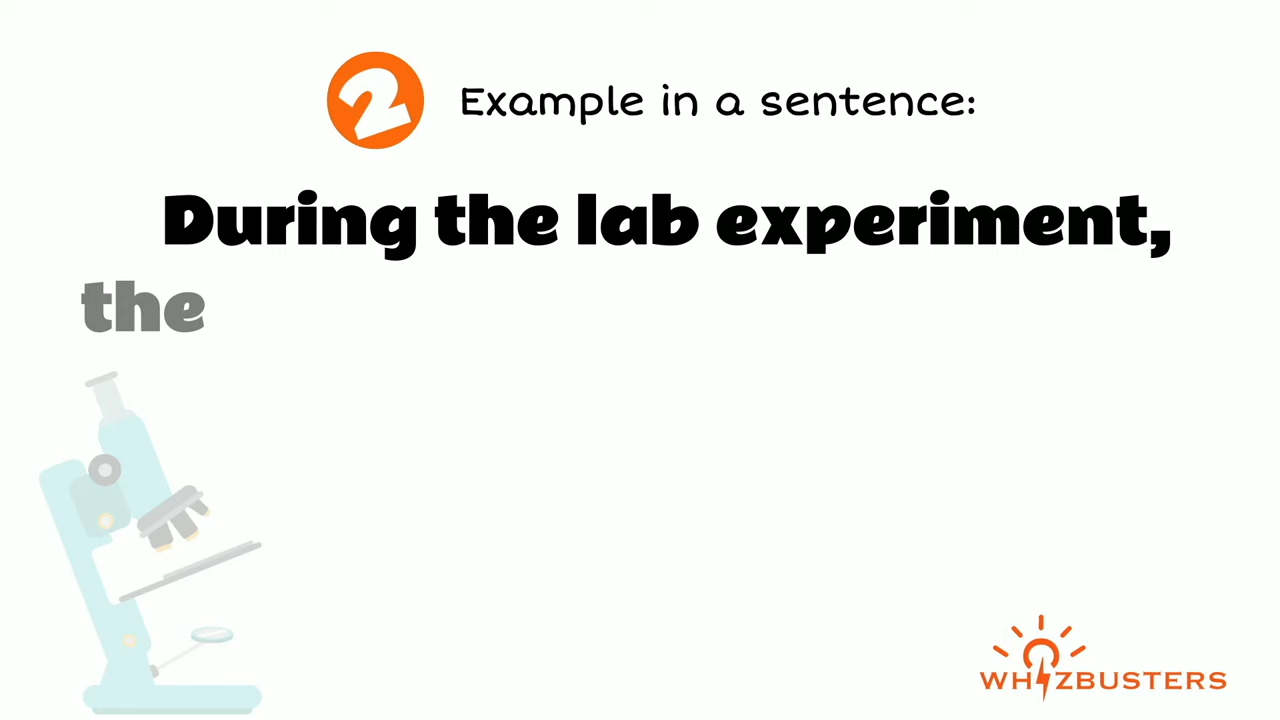 2 Example in a sentence:
During the lab experiment,
the
WHIZBUSTERS